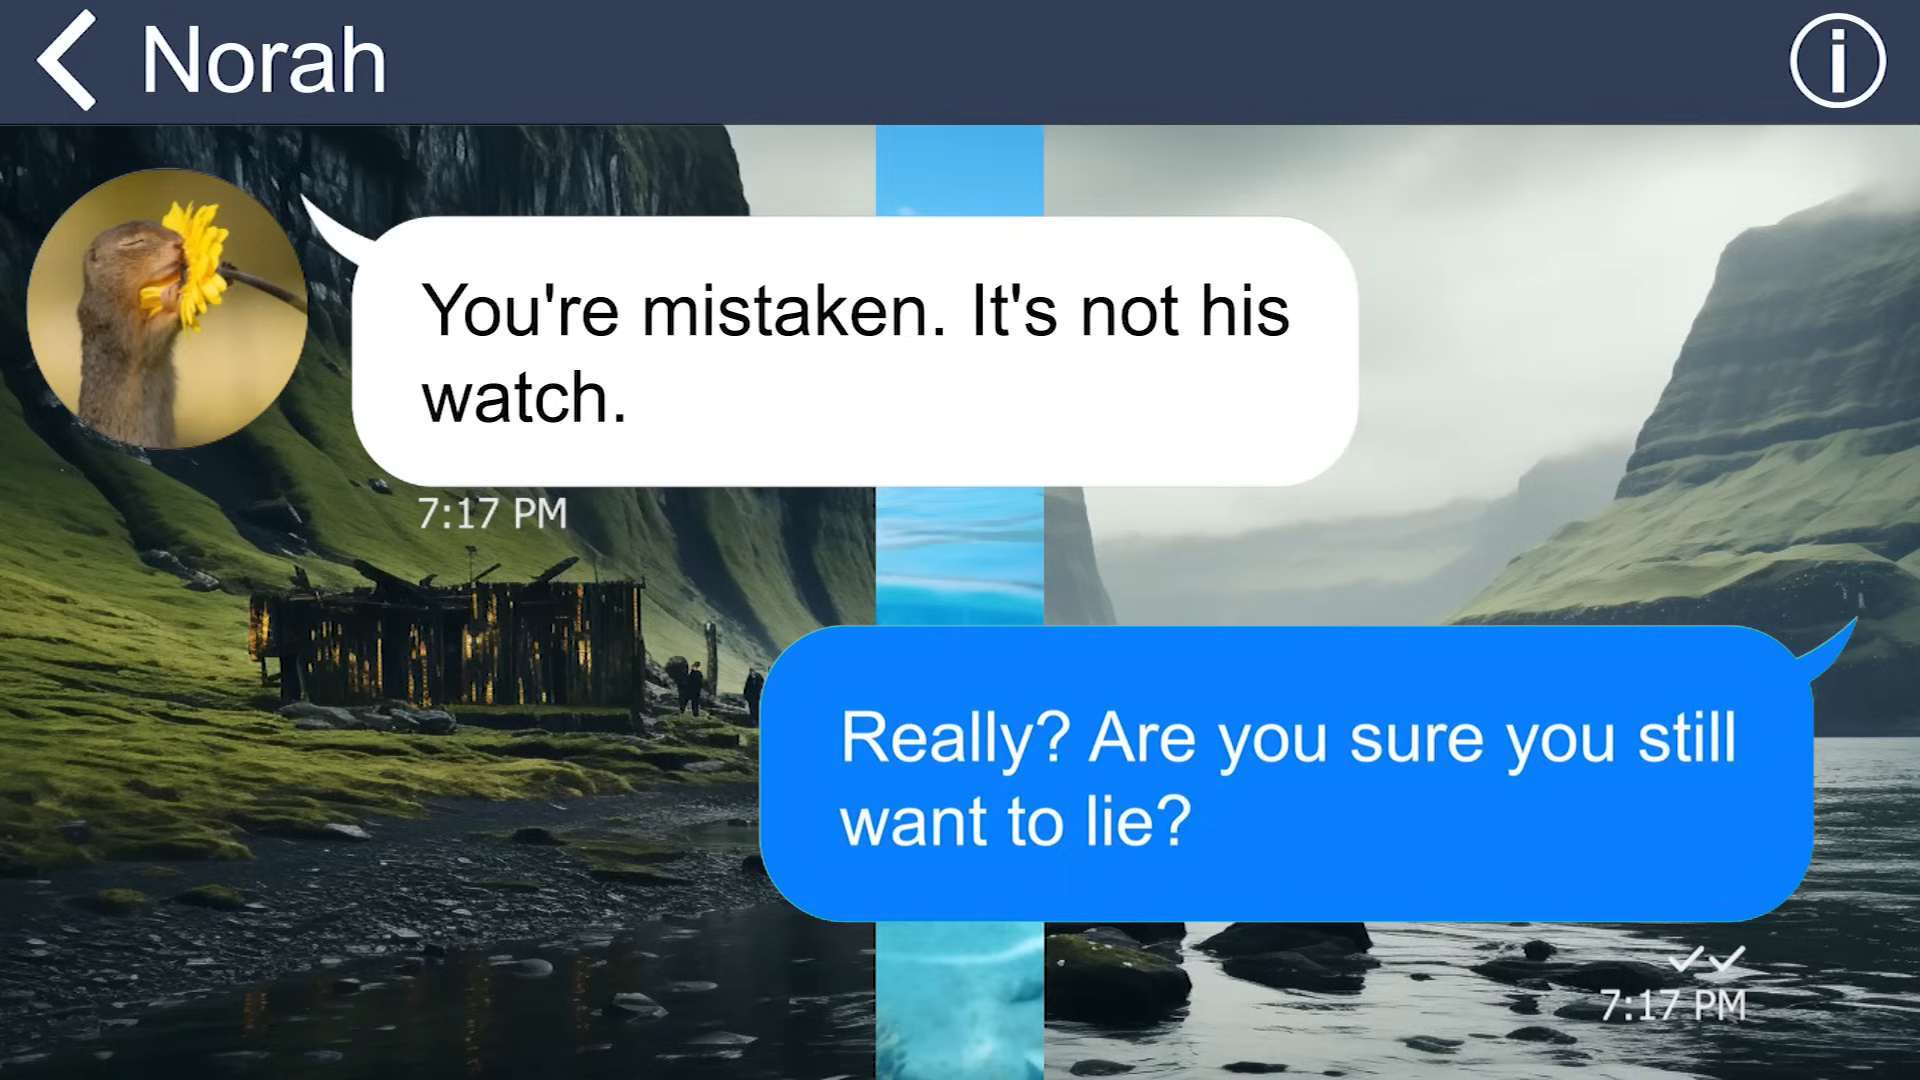 Norah
You're mistaken. It's not his
watch.
7:17 PM
Really? Are you sure you still
want to lie?
7:17 PM